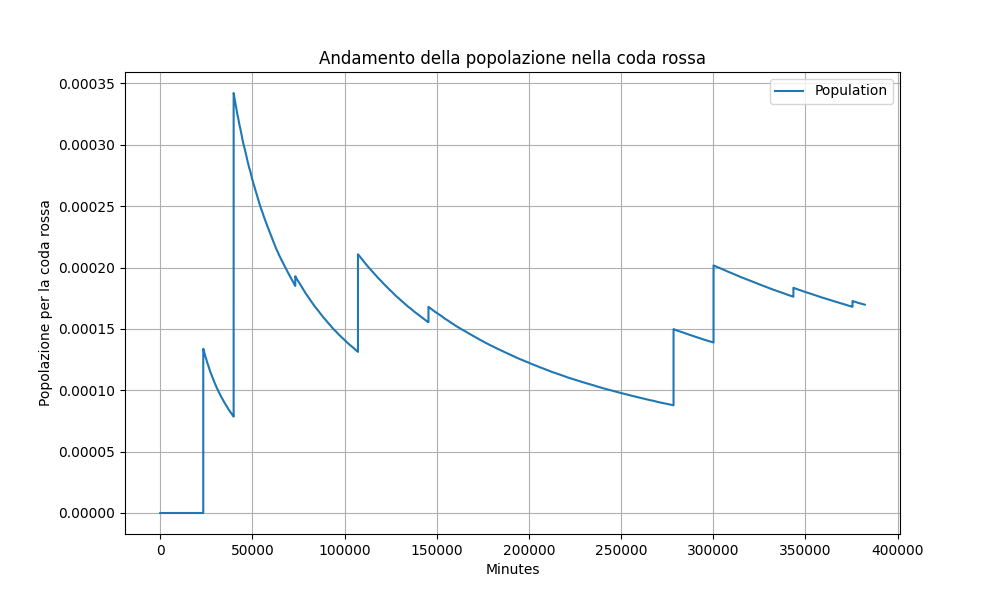 Andamento della popolazione nella coda rossa
Population
Popolazione per la coda rossa
0.00035
0.00030
0.00025
0.00020
0.00015
0.00010
0.00005
0.00000
0 50000 100000 150000 200000 250000 300000 350000 400000
Minutes